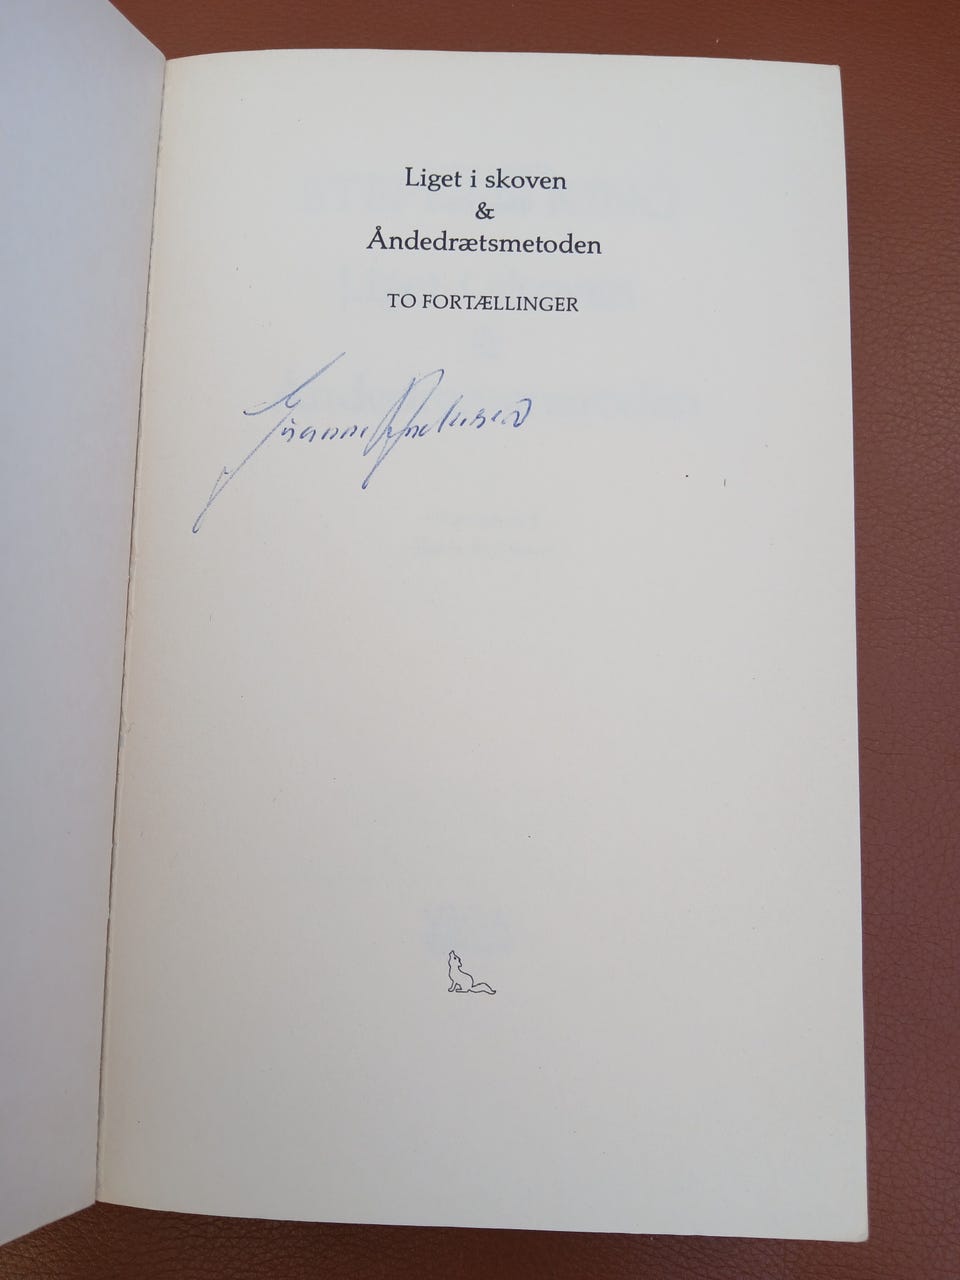 Liget i skoven
&
Åndedrætsmetoden
TO FORTÆLLINGER